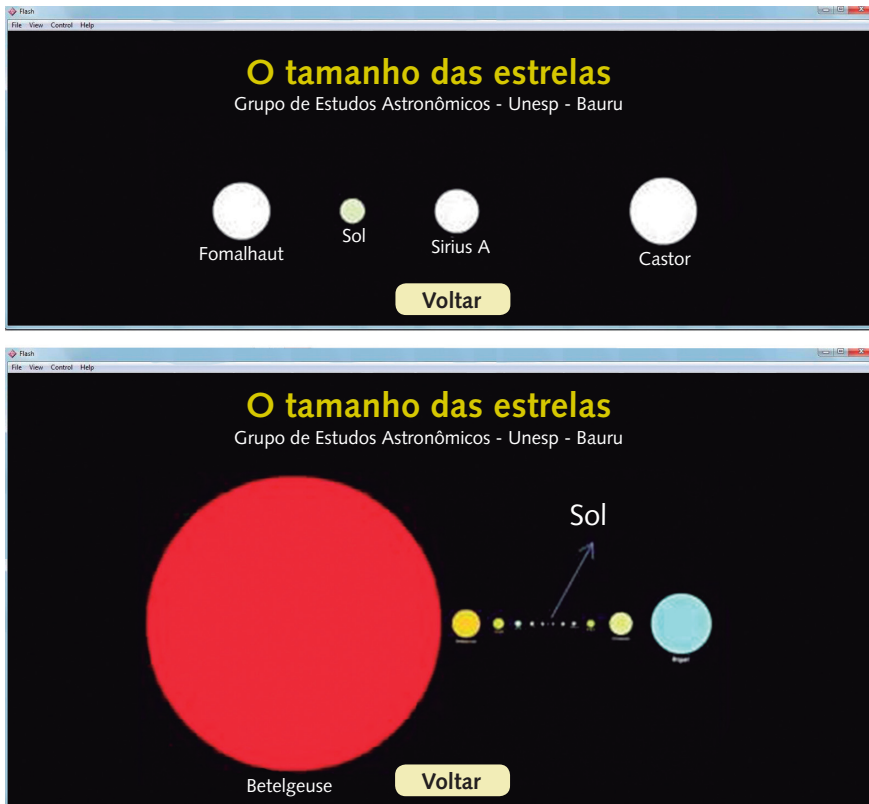 Flash
File View Control Help
O tamanho das estrelas
Grupo de Estudos Astronômicos - Unesp - Bauru
Fomalhaut
Sol
Sirius A
Castor
Voltar
Flash
File View Control Help
O tamanho das estrelas
Grupo de Estudos Astronômicos - Unesp - Bauru
Sol
Rigel
Betelgeuse
Voltar